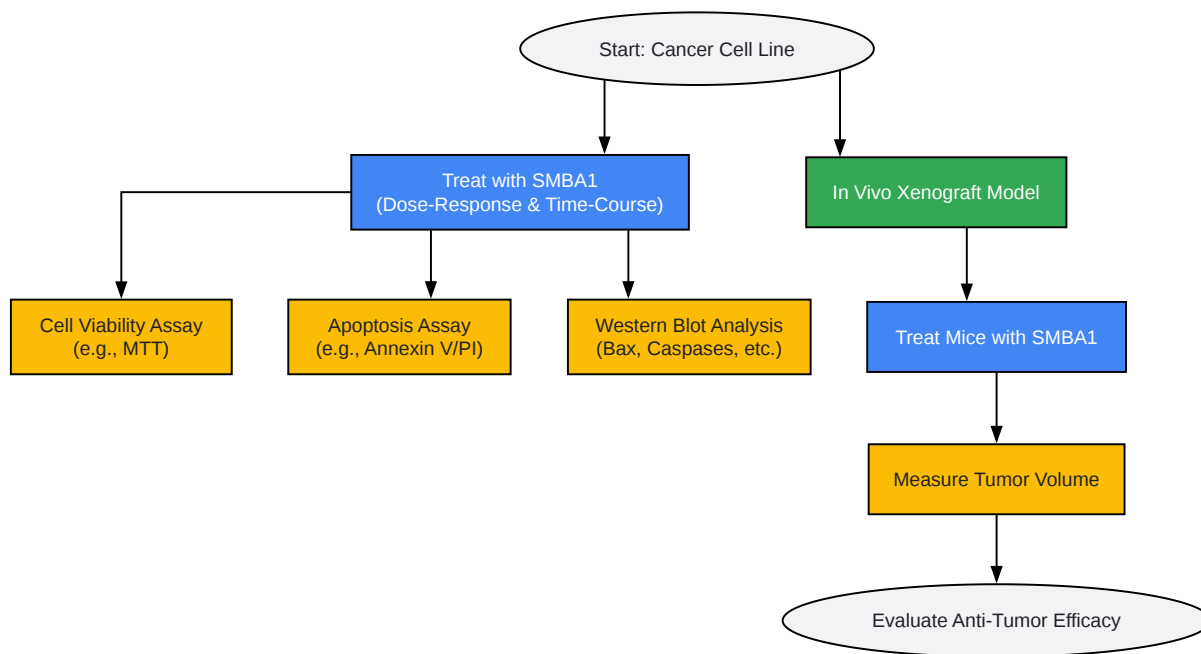 Start: Cancer Cell Line
Treat with SMBA1
(Dose-Response & Time-Course)
In Vivo Xenograft Model
Cell Viability Assay
(e.g., MTT)
Apoptosis Assay
(e.g., Annexin V/PI)
Western Blot Analysis
(Bax, Caspases, etc.)
Treat Mice with SMBA1
Measure Tumor Volume
Evaluate Anti-Tumor Efficacy